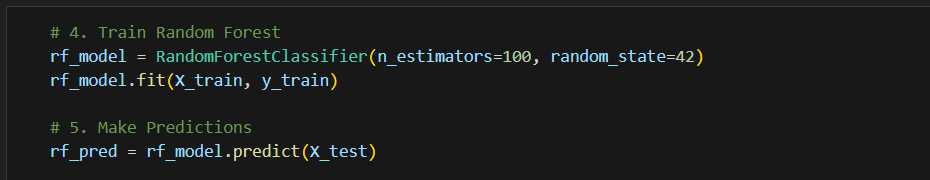 # 4. Train Random Forest
rf_model = RandomForestClassifier(n_estimators=100, random_state=42)
rf_model.fit(X_train, y_train)
# 5. Make Predictions
rf_pred = rf_model.predict(X_test)